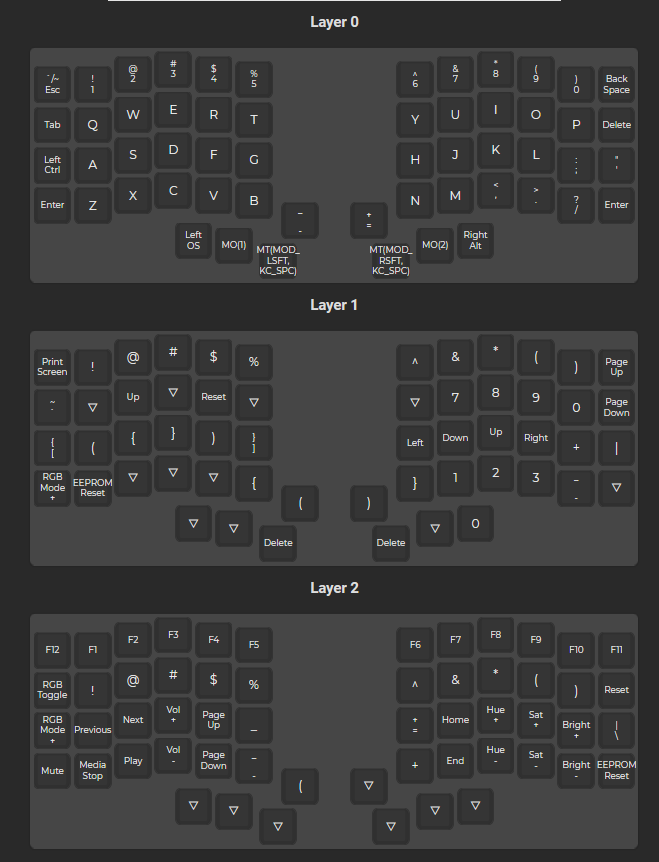 Layer 0
`/~ Esc
! 1
@ 2
# 3
$ 4
% 5
^ 6
& 7
* 8
( 9
) 0
Back Space
Tab
Q
W
E
R
T
Y
U
I
O
P
Delete
Left Ctrl
A
S
D
F
G
H
J
K
L
: ;
" '
Enter
Z
X
C
V
B
_ -
+ =
N
M
< ,
> .
? /
Enter
Left OS
MO(1)
MT(MOD_LSFT, KC_SPC)
MT(MOD_RSFT, KC_SPC)
MO(2)
Right Alt
Layer 1
Print Screen
!
@
#
$
%
^
&
*
(
)
Page Up
~ `
▽
Up
▽
Reset
▽
▽
7
8
9
0
Page Down
{ [
(
{
}
)
} ]
Left
Down
Up
Right
+
|
RGB Mode +
EEPROM Reset
▽
▽
▽
{
(
)
}
1
2
3
_ -
▽
▽
▽
Delete
Delete
▽
0
Layer 2
F12
F1
F2
F3
F4
F5
F6
F7
F8
F9
F10
F11
RGB Toggle
!
@
#
$
%
^
&
*
(
)
Reset
RGB Mode +
Previous
Next
Vol +
Page Up
_
+ =
Home
Hue +
Sat +
Bright +
| \
Mute
Media Stop
Play
Vol -
Page Down
_ -
(
▽
+
End
Hue -
Sat -
Bright -
EEPROM Reset
▽
▽
▽
▽
▽
▽